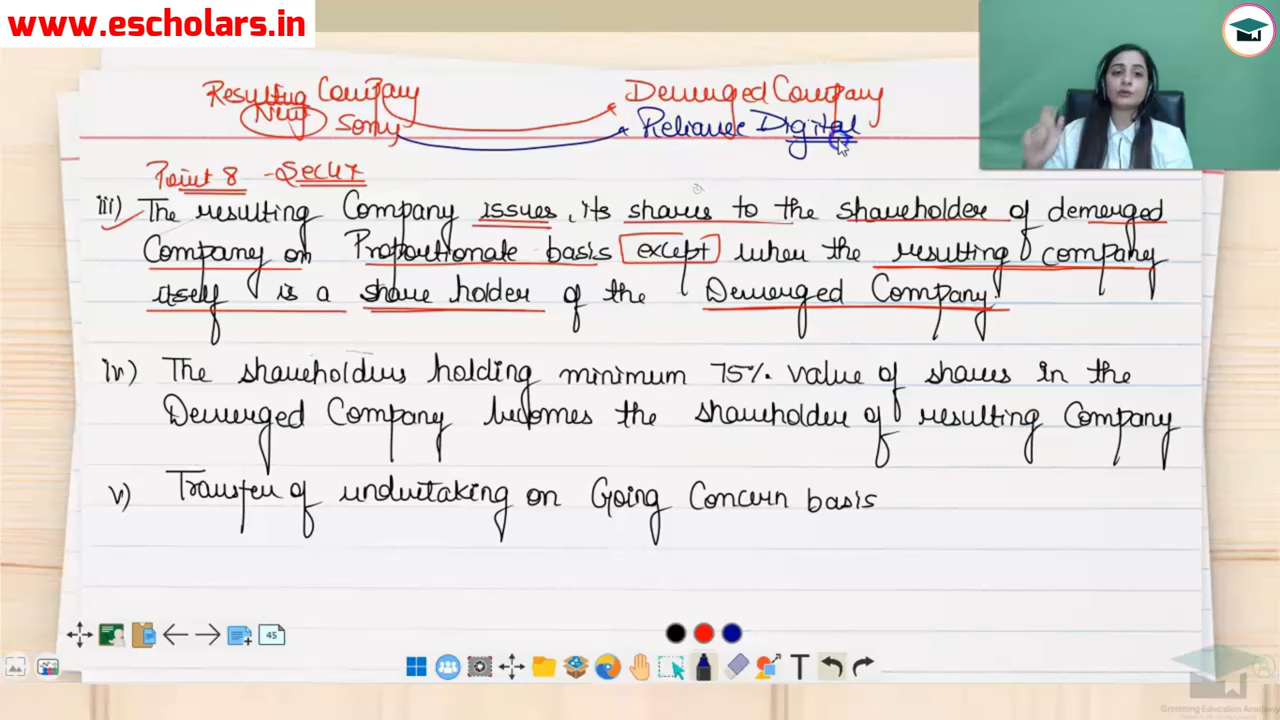 www.escholars.in
Resulting Company Demerged Company
New Sony Reliance Digital
Point 8 - Sec 47
iii) The resulting Company issues, its shares to the shareholder of demerged
Company on Proportionate basis except when the resulting company
itself is a share holder of the Demerged Company
iv) The shareholders holding minimum 75% value of shares in the
Demerged Company becomes the shareholder of resulting Company
v) Transfer of undertaking on Going Concern basis
45
Grooming Education Academy